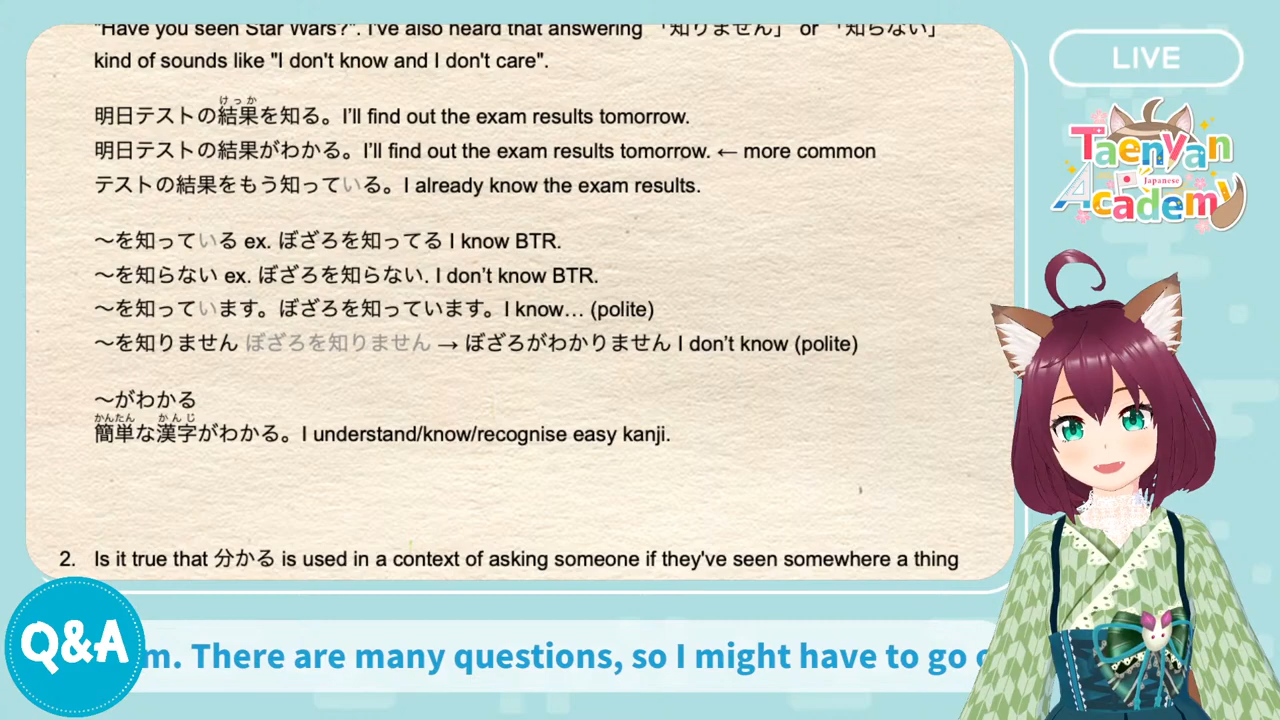 "Have you seen Star Wars?". I've also heard that answering 「知りません」 or 「知らない」
kind of sounds like "I don't know and I don't care".
けっか
明日テストの結果を知る。I'll find out the exam results tomorrow.
明日テストの結果がわかる。I'll find out the exam results tomorrow. ← more common
テストの結果をもう知っている。I already know the exam results.
〜を知っている ex. ぼざろを知ってる I know BTR.
〜を知らない ex. ぼざろを知らない. I don't know BTR.
〜を知っています。ぼざろを知っています。I know… (polite)
〜を知りません ぼざろを知りません → ぼざろがわかりません I don't know (polite)
〜がわかる
かんたん かんじ
簡単な漢字がわかる。I understand/know/recognise easy kanji.
2. Is it true that 分かる is used in a context of asking someone if they've seen somewhere a thing
LIVE
Taenyan
Japanese
Academy
Q&A
m. There are many questions, so I might have to go